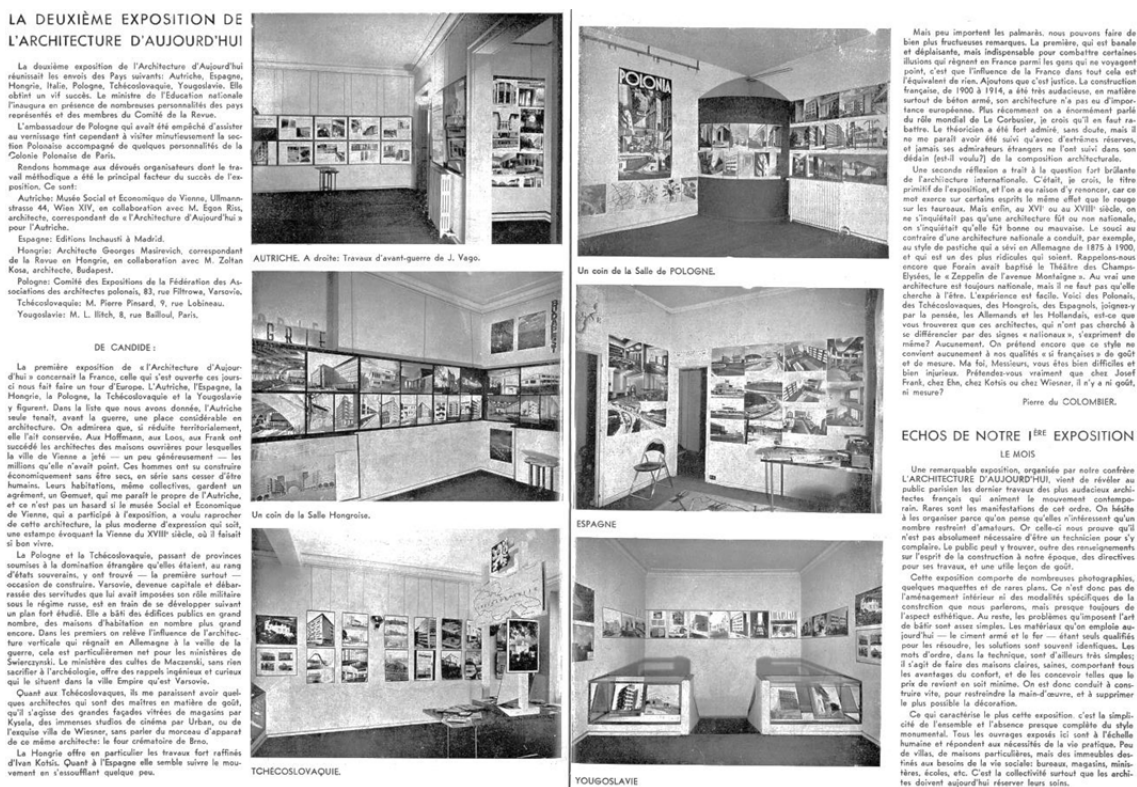 LA DEUXIÈME EXPOSITION DE
L'ARCHITECTURE D'AUJOURD'HUI
La deuxième exposition de l'Architecture d'Aujourd'hui
réunissait les envois des Pays suivants: Autriche, Espagne,
Hongrie, Italie, Pologne, Tchécoslovaquie, Yougoslavie. Elle
obtint un vif succès. Le ministre de l'Education nationale
l'inaugura en présence de nombreuses personnalités des pays
représentés et des membres du Comité de la Revue.
L'ambassadeur de Pologne qui avait été empêché d'assister
au vernissage tint cependant à visiter minutieusement la sec-
tion Polonaise accompagné de quelques personnalités de la
Colonie Polonaise de Paris.
Rendons hommage aux dévoués organisateurs dont le tra-
vail méthodique a été le principal facteur du succès de l'ex-
position. Ce sont:
Autriche: Musée Social et Economique de Vienne, Ullmann-
strasse 44, Wien XIV, en collaboration avec M. Egon Riss,
architecte, correspondant de « l'Architecture d'Aujourd'hui »
pour l'Autriche.
Espagne: Editions Inchausti à Madrid.
Hongrie: Architecte Georges Masirevich, correspondant
de la Revue en Hongrie, en collaboration avec M. Zoltan
Kosa, architecte, Budapest.
Pologne: Comité des Expositions de la Fédération des As-
sociations des architectes polonais, 83, rue Filtrowa, Varsovie.
Tchécoslovaquie: M. Pierre Pinsard, 9, rue Lobineau.
Yougoslavie: M. L. Ilitch, 8, rue Bailloul, Paris.
DE CANDIDE :
La première exposition de « l'Architecture d'Aujour-
d'hui » concernait la France, celle qui s'est ouverte ces jours-
ci nous fait faire un tour d'Europe. L'Autriche, l'Espagne, la
Hongrie, la Pologne, la Tchécoslovaquie et la Yougoslavie
y figurent. Dans la liste que nous avons donnée, l'Autriche
seule tenait, avant la guerre, une place considérable en
architecture. On admirera que, si réduite territorialement,
elle l'ait conservée. Aux Hoffmann, aux Loos, aux Frank ont
succédé les architectes des maisons ouvrières pour lesquelles
la ville de Vienne a jeté — un peu généreusement — les
millions qu'elle n'avait point. Ces hommes ont su construire
économiquement sans être secs, en série sans cesser d'être
humains. Leurs habitations, même collectives, gardent un
agrément, un Gemuet, qui me paraît le propre de l'Autriche,
et ce n'est pas un hasard si le musée Social et Economique
de Vienne, qui a participé à l'exposition, a voulu raprocher
de cette architecture, la plus moderne d'expression qui soit,
une estampe évoquant la Vienne du XVIIIᵉ siècle, où il faisait
si bon vivre.
La Pologne et la Tchécoslovaquie, passant de provinces
soumises à la domination étrangère qu'elles étaient, au rang
d'états souverains, y ont trouvé — la première surtout —
occasion de construire. Varsovie, devenue capitale et débar-
rassée des servitudes que lui avait imposées son rôle militaire
sous le régime russe, est en train de se développer suivant
un plan fort étudié. Elle a bâti des édifices publics en grand
nombre, des maisons d'habitation en nombre plus grand
encore. Dans les premiers on relève l'influence de l'architec-
ture verticale qui régnait en Allemagne à la vaille de la
guerre, cela est particulièremen net pour les ministères de
Swierczynski. Le ministère des cultes de Maczenski, sans rien
sacrifier à l'archéologie, offre des rappels ingénieux et curieux
qui le situent dans la ville Empire qu'est Varsovie.
Quant aux Tchécoslovaques, ils me paraissent avoir quel-
ques architectes qui sont des maîtres en matière de goût,
qu'il s'agisse des grandes façades vitrées de magasins par
Kysela, des immenses studios de cinéma par Urban, ou de
l'exquise villa de Wiesner, sans parler du morceau d'apparat
de ce même architecte: le four crématoire de Brno.
La Hongrie offre en particulier les travaux fort raffinés
d'Ivan Kotsis. Quant à l'Espagne elle semble suivre le mou-
vement en s'essoufflant quelque peu.
AUTRICHE. A droite: Travaux d'avant-guerre de J. Vago.
GRIE
Un coin de la Salle Hongroise.
TCHÉCOSLOVAQUIE.
POLONIA
Un coin de la Salle de POLOGNE.
ESPAGNE
YOUGOSLAVIE
Mais peu importent les palmarès, nous pouvons faire de
bien plus fructueuses remarques. La première, qui est banale
et déplaisante, mais indispensable pour combattre certaines
illusions qui règnent en France parmi les gens qui ne voyagent
point, c'est que l'influence de la France dans tout cela est
l'équivalent de rien. Ajoutons que c'est justice. La construction
française, de 1900 à 1914, a été très audacieuse, en matière
surtout de béton armé, son architecture n'a pas eu d'impor-
tance européenne. Plus récemment on a énormément parlé
du rôle mondial de Le Corbusier, je crois qu'il en faut ra-
battre. Le théoricien a été fort admiré, sans doute, mais il
ne me paraît avoir été suivi qu'avec d'extrêmes réserves,
et jamais ses admirateurs étrangers ne l'ont suivi dans son
dédain (est-il voulu?) de la composition architecturale.
Une seconde réflexion a trait à la question fort brûlante
de l'architecture internationale. C'était, je crois, le titre
primitif de l'exposition, et l'on a eu raison d'y renoncer, car ce
mot exerce sur certains esprits le même effet que le rouge
sur les taureaux. Mais enfin, au XVIᵉ ou au XVIIIᵉ siècle, on
ne s'inquiétait pas qu'une architecture fût ou non nationale,
on s'inquiétait qu'elle fût bonne ou mauvaise. Le souci au
contraire d'une architecture nationale a conduit, par exemple,
au style de pastiche qui a sévi en Allemagne de 1875 à 1900,
et qui est un des plus ridicules qui soient. Rappelons-nous
encore que Forain avait baptisé le Théâtre des Champs-
Elysées, le « Zeppelin de l'avenue Montaigne ». Au vrai une
architecture est toujours nationale, mais il ne faut pas qu'elle
cherche à l'être. L'expérience est facile. Voici des Polonais,
des Tchécoslovaques, des Hongrois, des Espagnols, joignez-y
par la pensée, les Allemands et les Hollandais, est-ce que
vous trouverez que ces architectes, qui n'ont pas cherché à
se différencier par des signes « nationaux », s'expriment de
même? Aucunement. On prétend encore que ce style ne
convient aucunement à nos qualités « si françaises » de goût
et de mesure. Ma foi, Messieurs, vous êtes bien difficiles et
bien injurieux. Prétendez-vous vraiment que chez Josef
Frank, chez Ehn, chez Kotsis ou chez Wiesner, il n'y a ni goût,
ni mesure?
Pierre du COLOMBIER.
ECHOS DE NOTRE 1ÈRE EXPOSITION
LE MOIS
Une remarquable exposition, organisée par notre confrère
L'ARCHITECTURE D'AUJOURD'HUI, vient de révéler au
public parisien les dernier travaux des plus audacieux archi-
tectes français qui animent le mouvement contempo-
rain. Rares sont les manifestations de cet ordre. On hésite
à les organiser parce qu'on pense qu'elles n'intéressent qu'un
nombre restreint d'amateurs. Or celle-ci nous prouve qu'il
n'est pas absolument nécessaire d'être un technicien pour s'y
complaire. Le public peut y trouver, outre des renseignements
sur l'esprit de la construction à notre époque, des directives
pour ses travaux, et une utile leçon de goût.
Cette exposition comporte de nombreuses photographies,
quelques maquettes et de rares plans. Ce n'est donc pas de
l'aménagement intérieur ni des modalités spécifiques de la
constrction que nous parlerons, mais presque toujours de
l'aspect esthétique. Au reste, les problèmes qu'imposent l'art
de bâtir sont assez simples. Les matériaux qu'on emploie au-
jourd'hui — le ciment armé et le fer — étant seuls qualifiés
pour les résoudre, les solutions sont souvent identiques. Les
mots d'ordre, dans la technique, sont d'ailleurs très simples;
il s'agit de faire des maisons claires, saines, comportant tous
les avantages du confort, et de les concevoir telles que le
prix de revient en soit minime. On est donc conduit à cons-
truire vite, pour restreindre la main-d'œuvre, et à supprimer
le plus possible la décoration.
Ce qui caractérise le plus cette exposition, c'est la simpli-
cité de l'ensemble et l'absence presque complète du style
monumental. Tous les ouvrages exposés ici sont à l'échelle
humaine et répondent aux nécessités de la vie pratique. Peu
de villas, de maisons particulières, mais des immeubles des-
tinés aux besoins de la vie sociale: bureaux, magasins, minis-
tères, écoles, etc. C'est la collectivité surtout que les archi-
tes doivent aujourd'hui réserver leurs soins.